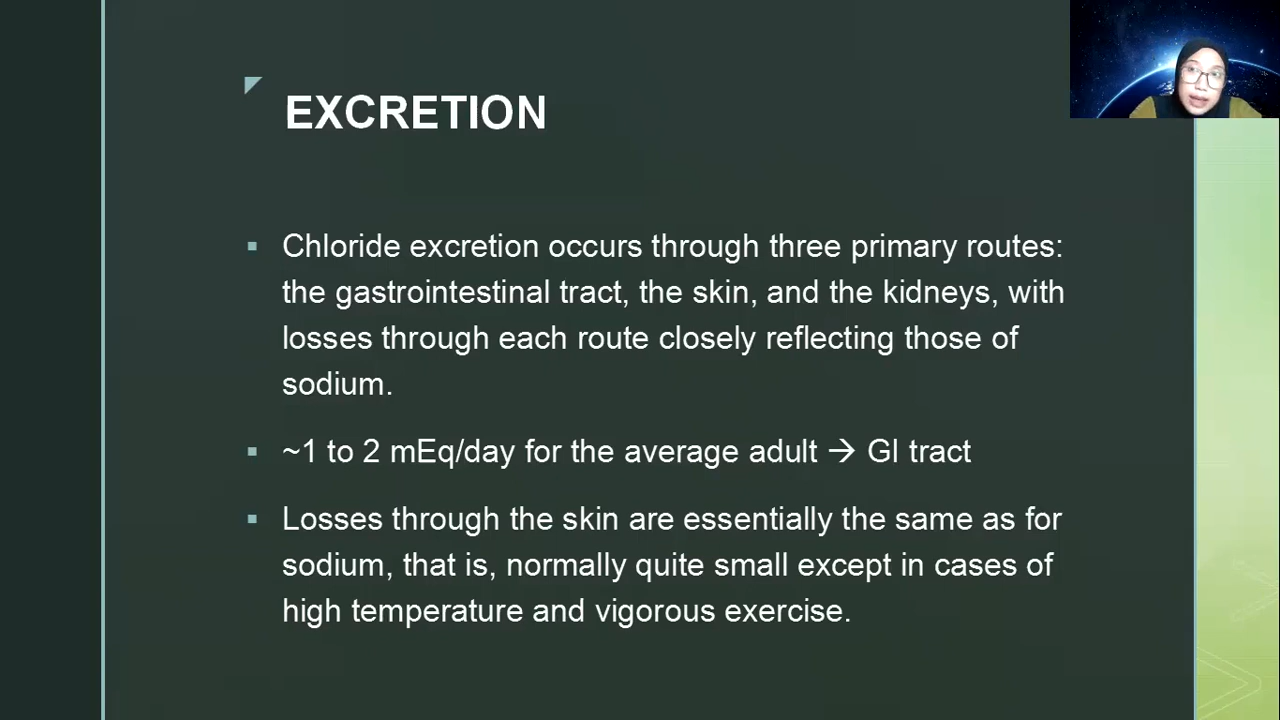 EXCRETION
Chloride excretion occurs through three primary routes:
the gastrointestinal tract, the skin, and the kidneys, with
losses through each route closely reflecting those of
sodium.
~1 to 2 mEq/day for the average adult → GI tract
Losses through the skin are essentially the same as for
sodium, that is, normally quite small except in cases of
high temperature and vigorous exercise.